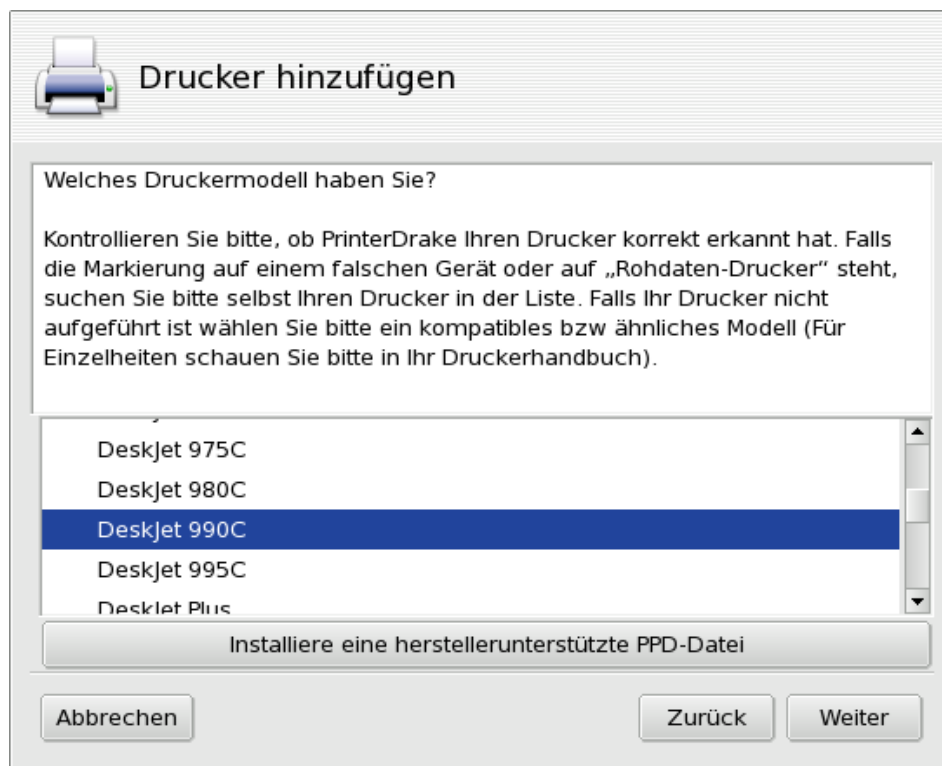 Drucker hinzufügen
Welches Druckermodell haben Sie?
Kontrollieren Sie bitte, ob PrinterDrake Ihren Drucker korrekt erkannt hat. Falls
die Markierung auf einem falschen Gerät oder auf „Rohdaten-Drucker“ steht,
suchen Sie bitte selbst Ihren Drucker in der Liste. Falls Ihr Drucker nicht
aufgeführt ist wählen Sie bitte ein kompatibles bzw ähnliches Modell (Für
Einzelheiten schauen Sie bitte in Ihr Druckerhandbuch).
DeskJet 975C
DeskJet 980C
DeskJet 990C
DeskJet 995C
DeskJet Plus
Installiere eine herstellerunterstützte PPD-Datei
Abbrechen
Zurück
Weiter